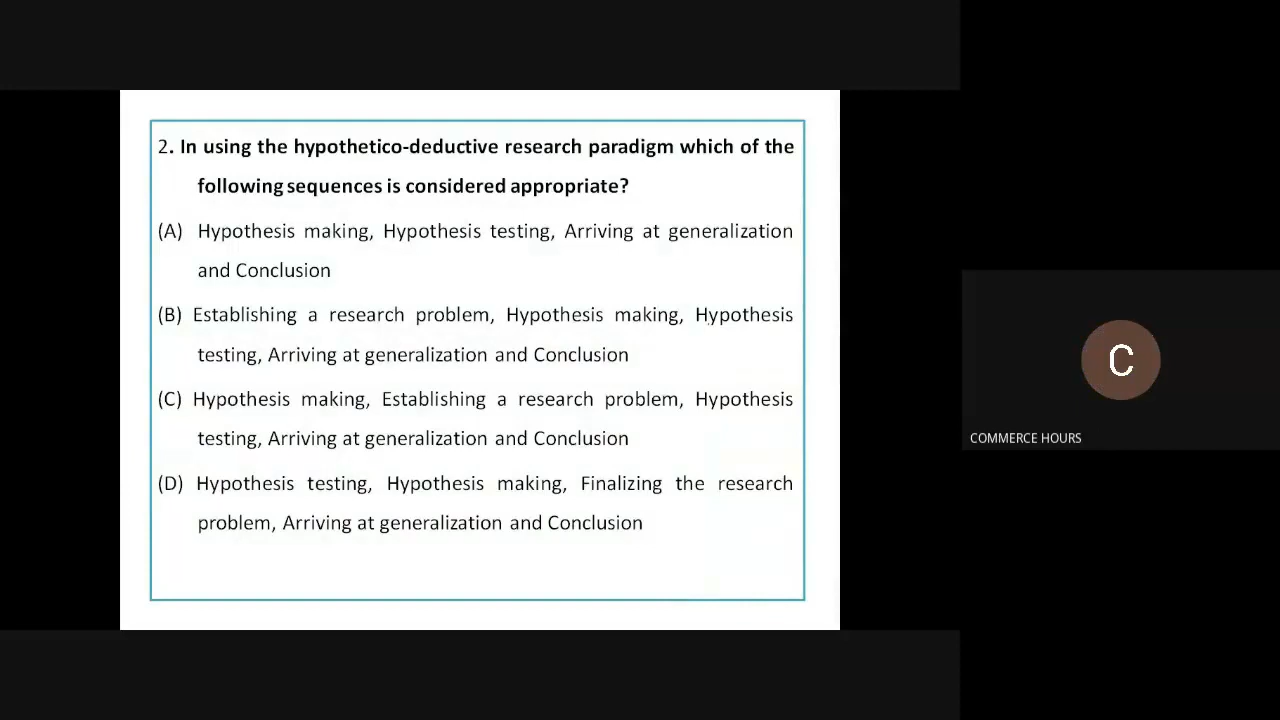 2. In using the hypothetico-deductive research paradigm which of the
following sequences is considered appropriate?
(A) Hypothesis making, Hypothesis testing, Arriving at generalization
and Conclusion
(B) Establishing a research problem, Hypothesis making, Hypothesis
testing, Arriving at generalization and Conclusion
(C) Hypothesis making, Establishing a research problem, Hypothesis
testing, Arriving at generalization and Conclusion
(D) Hypothesis testing, Hypothesis making, Finalizing the research
problem, Arriving at generalization and Conclusion
C
COMMERCE HOURS